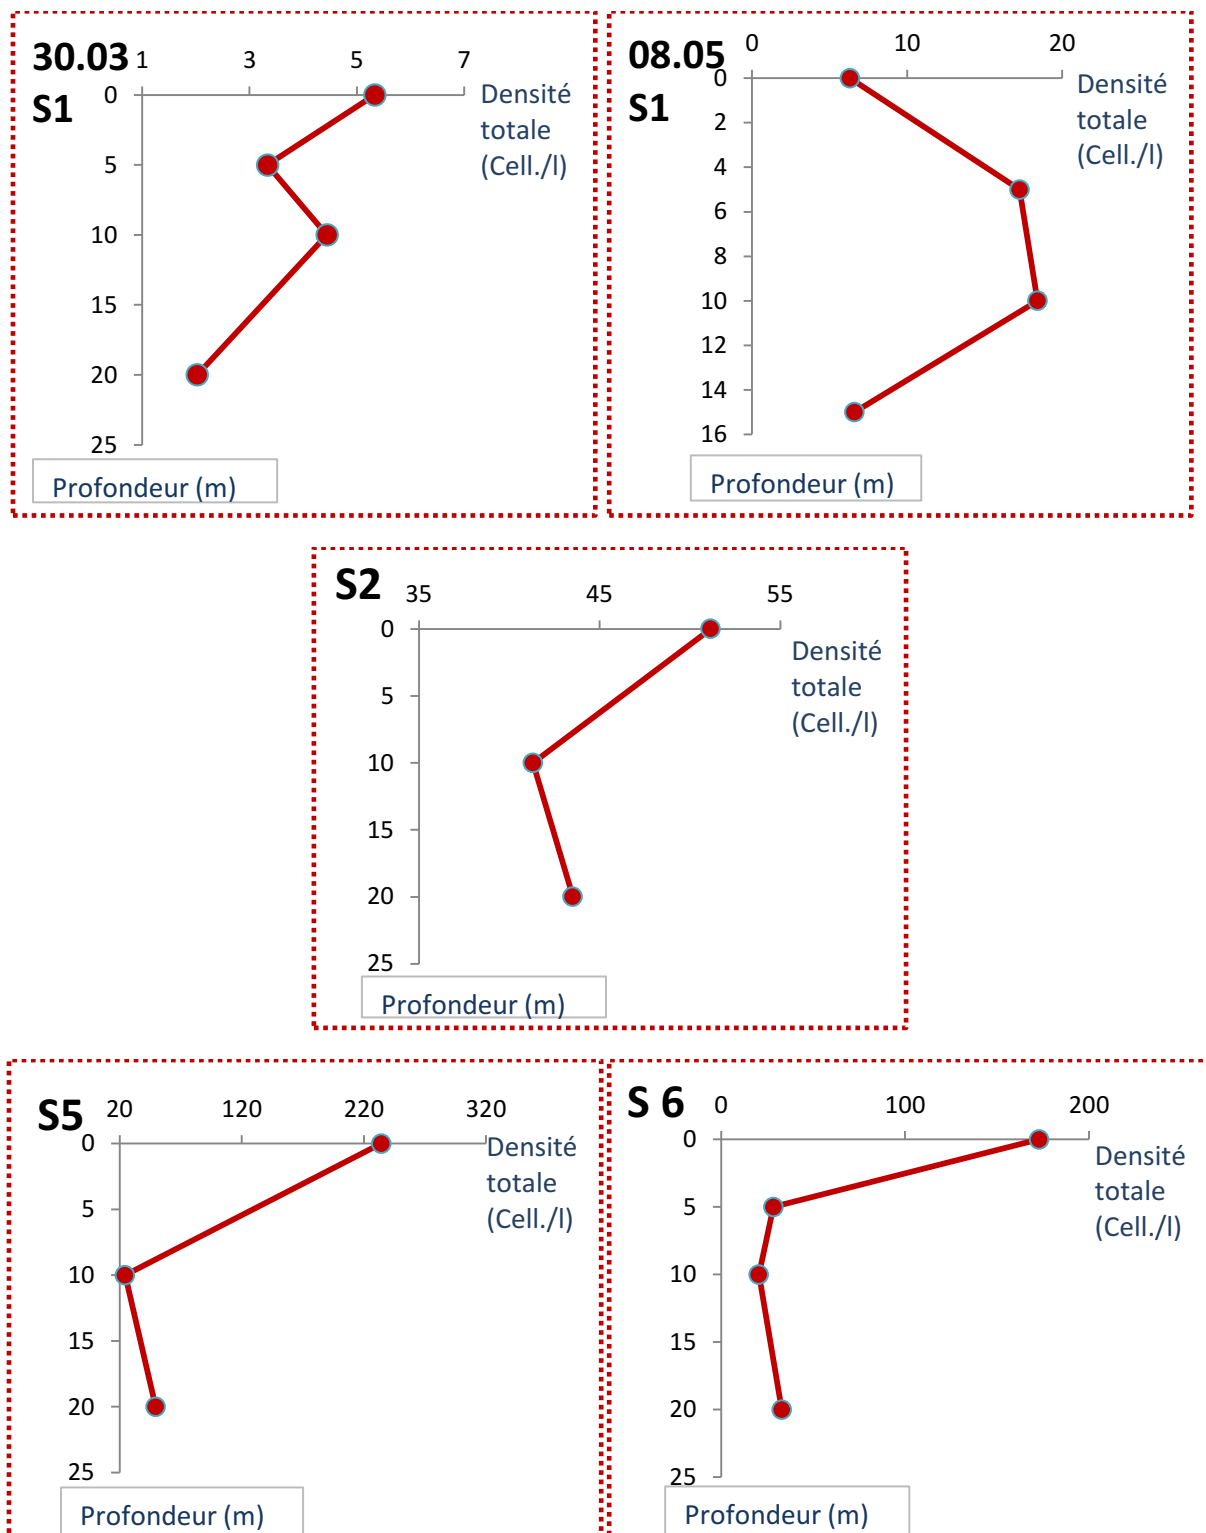 30.03
S1
1 3 5 7
0
5
10
15
20
25
Densité
totale
(Cell./l)
Profondeur (m)
08.05
S1
0 10 20
0
2
4
6
8
10
12
14
16
Densité
totale
(Cell./l)
Profondeur (m)
S2
35 45 55
0
5
10
15
20
25
Densité
totale
(Cell./l)
Profondeur (m)
S5
20 120 220 320
0
5
10
15
20
25
Densité
totale
(Cell./l)
Profondeur (m)
S 6
0 100 200
0
5
10
15
20
25
Densité
totale
(Cell./l)
Profondeur (m)